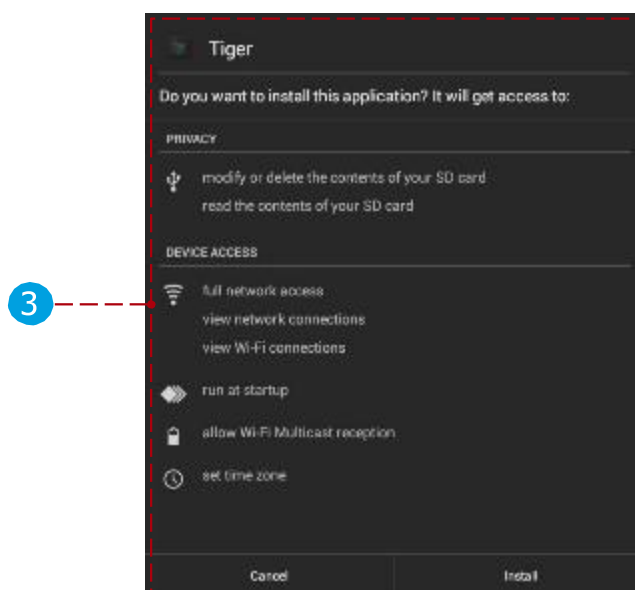 Tiger
Do you want to install this application? It will get access to:
PRIVACY
modify or delete the contents of your SD card
read the contents of your SD card
DEVICE ACCESS
3
full network access
view network connections
view Wi-Fi connections
run at startup
allow Wi-Fi Multicast reception
set time zone
Cancel
Install